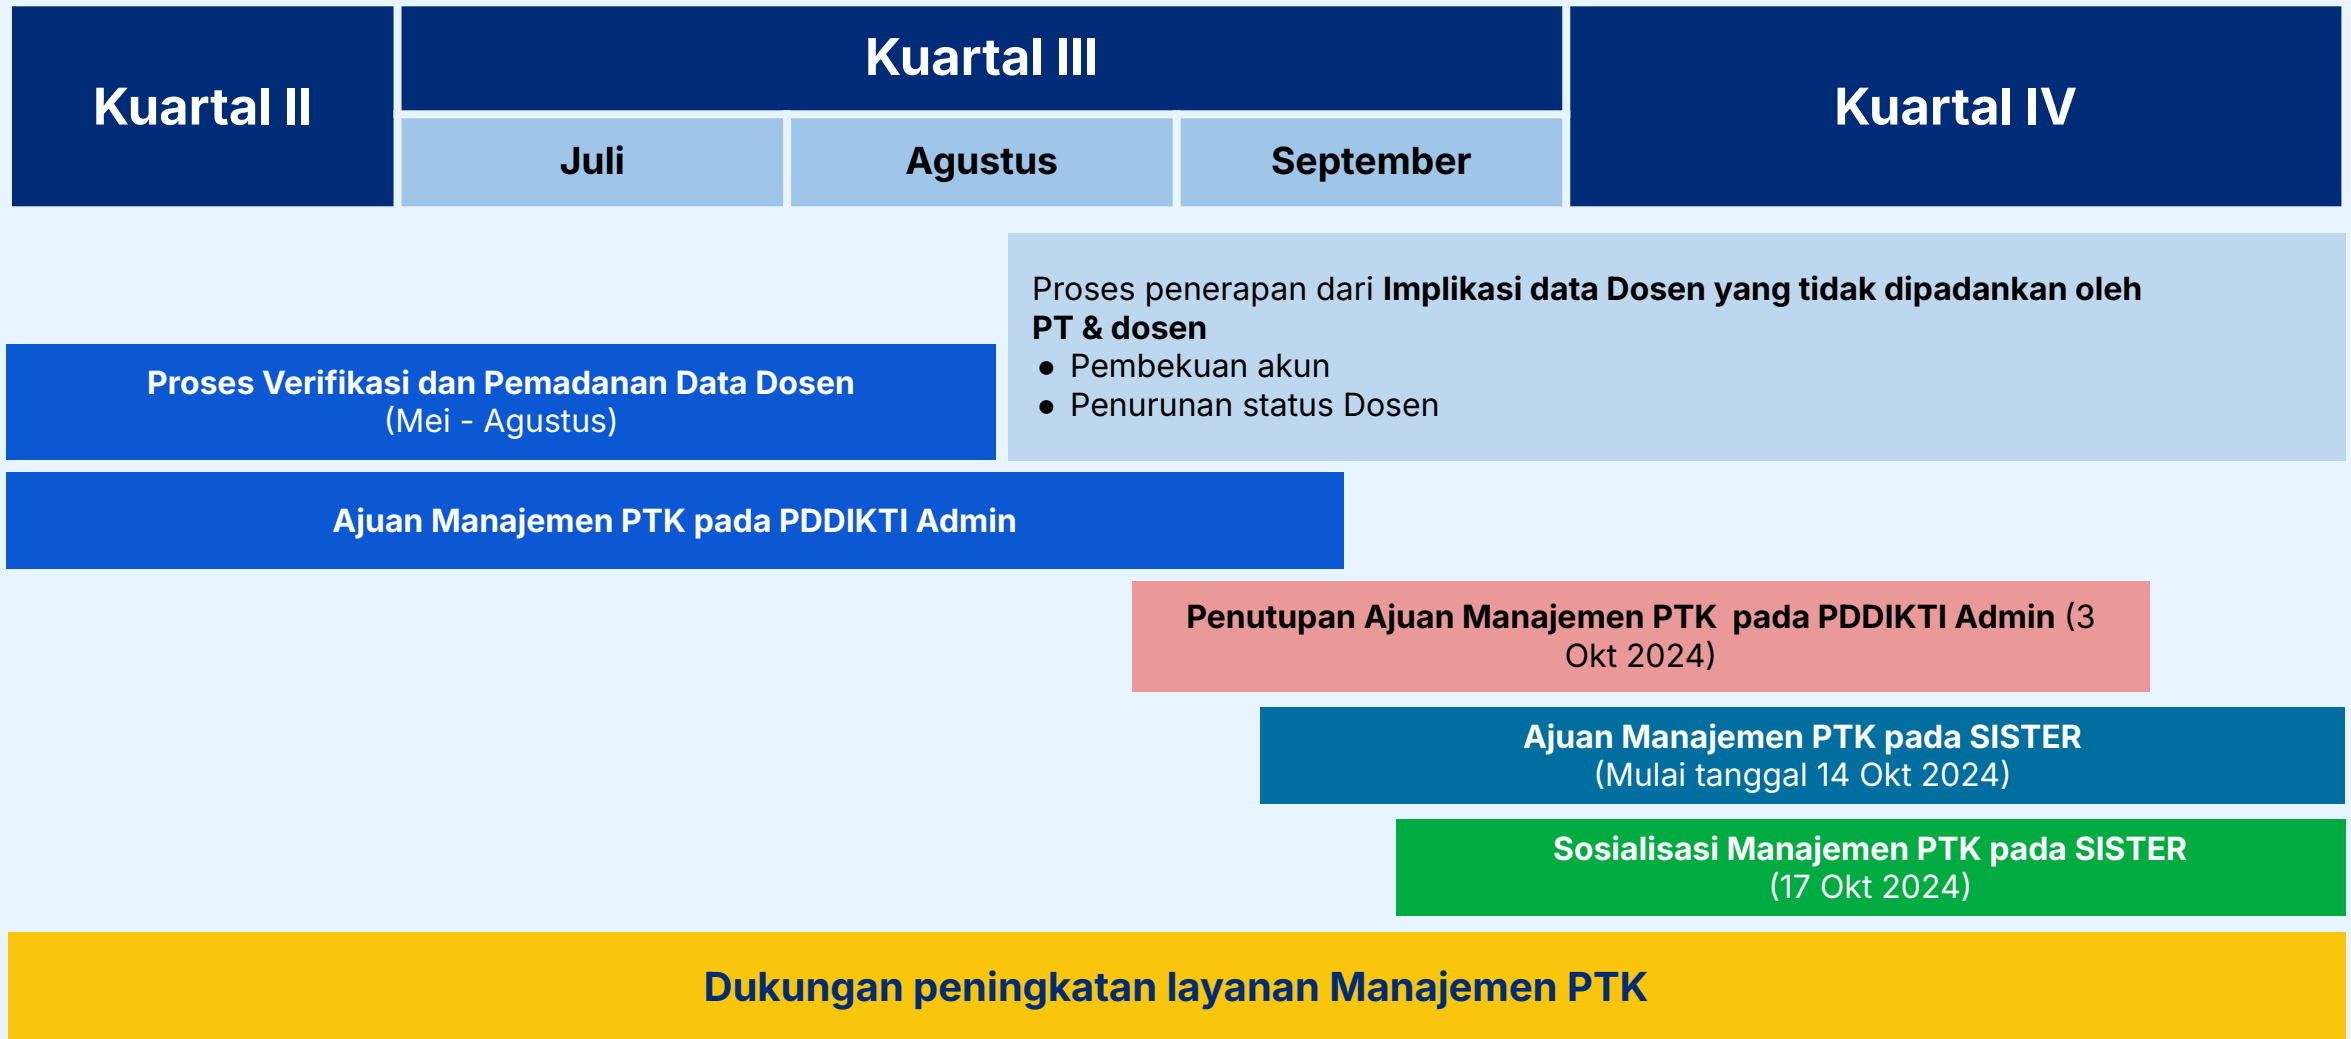 Kuartal II
Kuartal III
Kuartal IV
Juli
Agustus
September
Proses penerapan dari Implikasi data Dosen yang tidak dipadankan oleh
PT & dosen
● Pembekuan akun
● Penurunan status Dosen
Proses Verifikasi dan Pemadanan Data Dosen
(Mei - Agustus)
Ajuan Manajemen PTK pada PDDIKTI Admin
Penutupan Ajuan Manajemen PTK  pada PDDIKTI Admin (3
Okt 2024)
Ajuan Manajemen PTK pada SISTER
(Mulai tanggal 14 Okt 2024)
Sosialisasi Manajemen PTK pada SISTER
(17 Okt 2024)
Dukungan peningkatan layanan Manajemen PTK